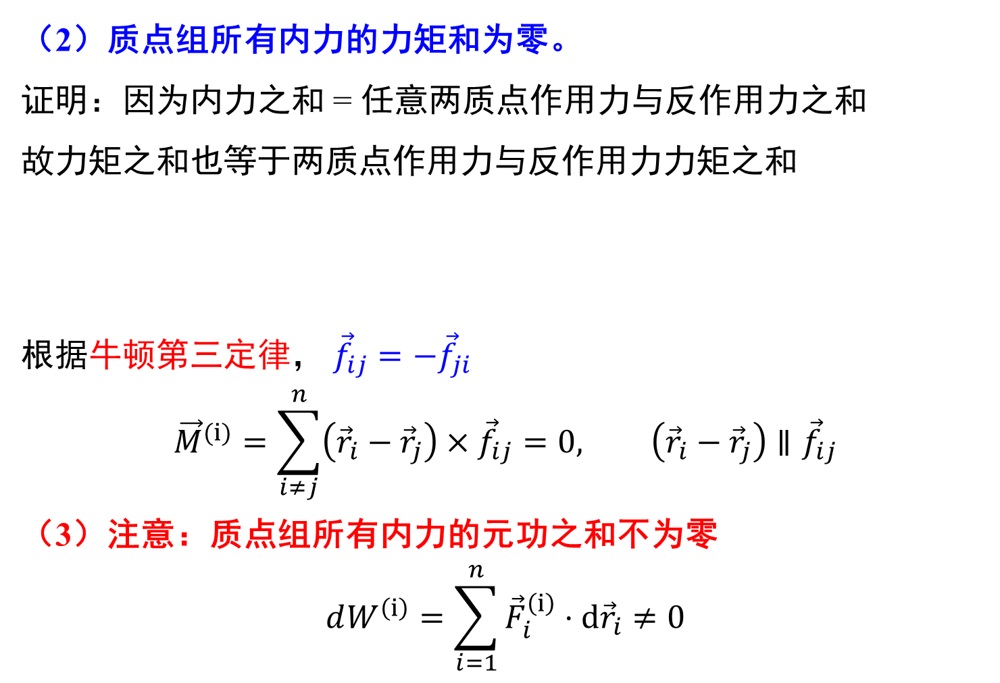 （2）质点组所有内力的力矩和为零。
证明：因为内力之和 = 任意两质点作用力与反作用力之和
故力矩之和也等于两质点作用力与反作用力力矩之和
根据牛顿第三定律， $\vec{f}_{ij} = -\vec{f}_{ji}$
$\overrightarrow{M}^{(\mathrm{i})} = \sum_{i \neq j}^{n} (\vec{r}_i - \vec{r}_j) \times \vec{f}_{ij} = 0, \qquad (\vec{r}_i - \vec{r}_j) \parallel \vec{f}_{ij}$
（3）注意：质点组所有内力的元功之和不为零
$dW^{(\mathrm{i})} = \sum_{i=1}^{n} \vec{F}_i^{(\mathrm{i})} \cdot \mathrm{d}\vec{r}_i \neq 0$